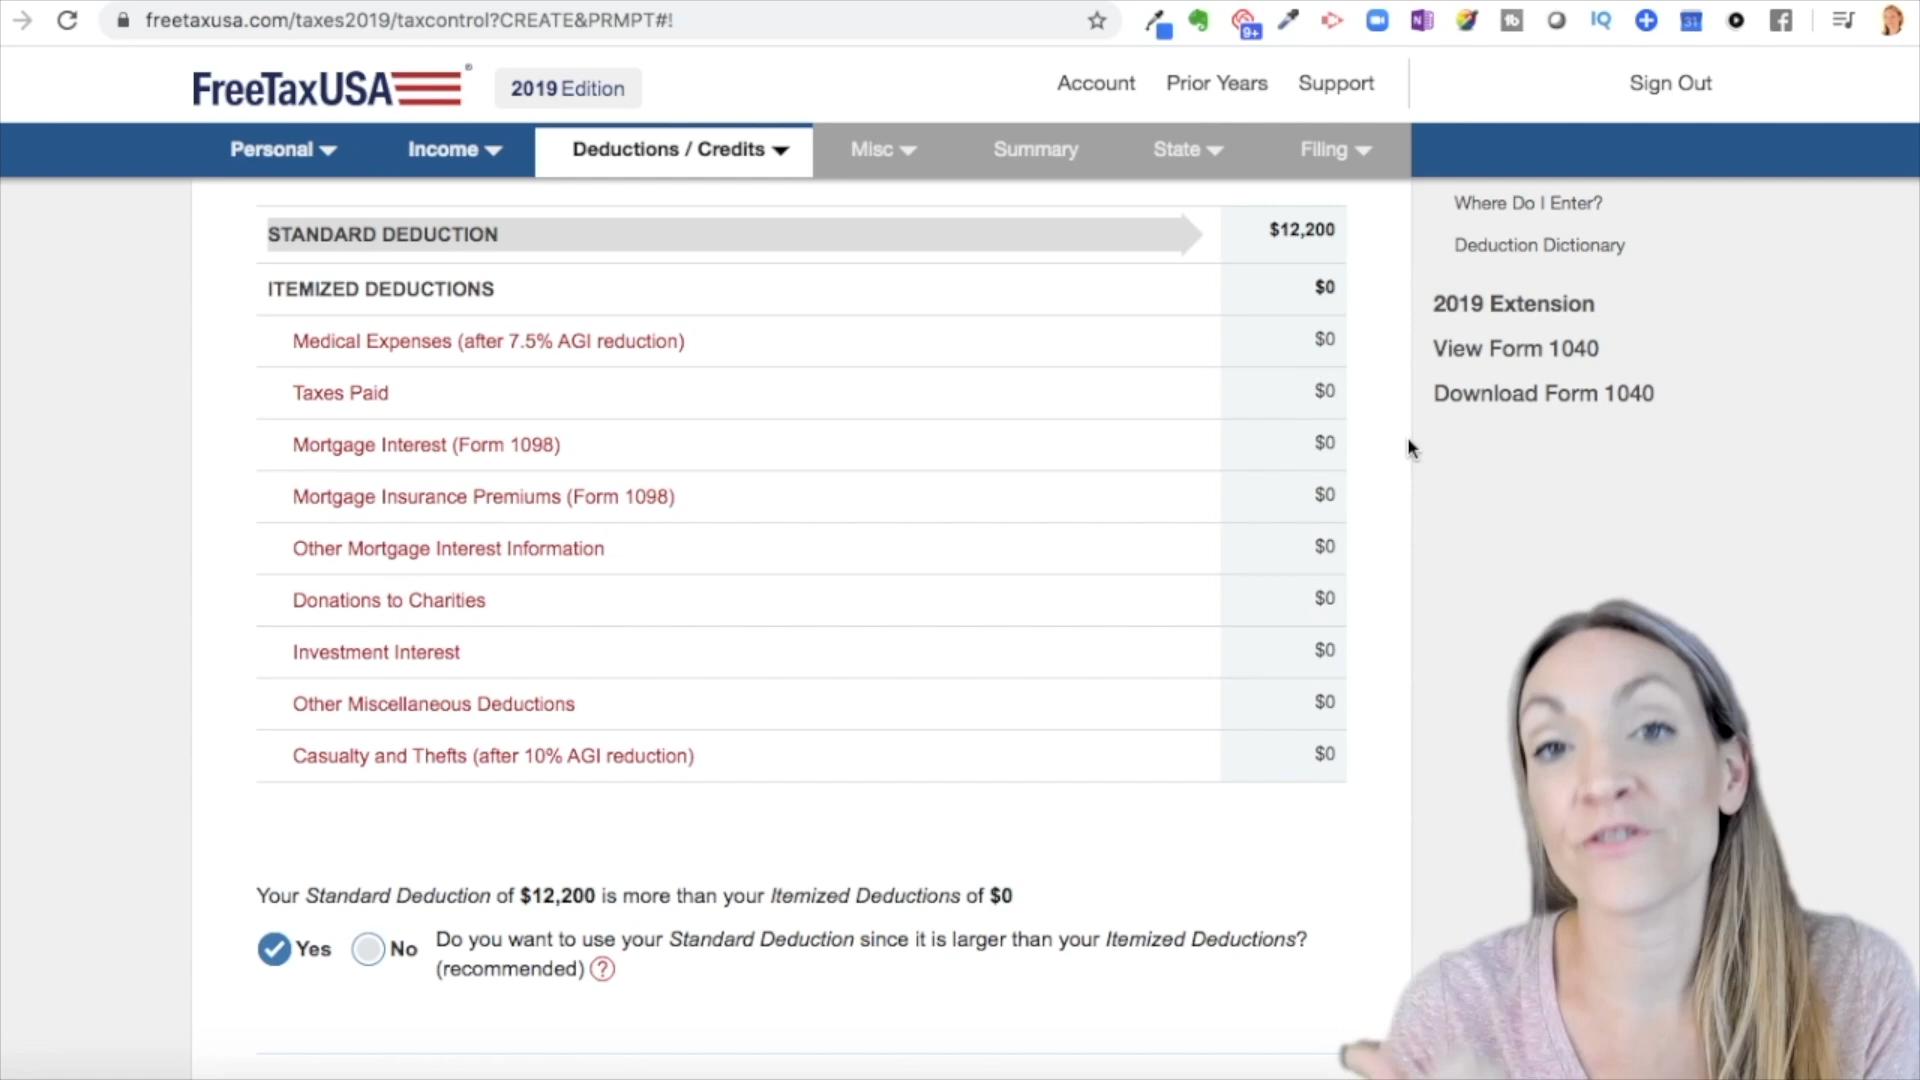 freetaxusa.com/taxes2019/taxcontrol?CREATE&PRMPT#!
9+
N
tb
IQ
31
FreeTaxUSA®
2019 Edition
Account Prior Years Support Sign Out
Personal Income Deductions / Credits Misc Summary State Filing
Where Do I Enter?
Deduction Dictionary
2019 Extension
View Form 1040
Download Form 1040
STANDARD DEDUCTION $12,200
ITEMIZED DEDUCTIONS $0
Medical Expenses (after 7.5% AGI reduction) $0
Taxes Paid $0
Mortgage Interest (Form 1098) $0
Mortgage Insurance Premiums (Form 1098) $0
Other Mortgage Interest Information $0
Donations to Charities $0
Investment Interest $0
Other Miscellaneous Deductions $0
Casualty and Thefts (after 10% AGI reduction) $0
Your Standard Deduction of $12,200 is more than your Itemized Deductions of $0
Yes No Do you want to use your Standard Deduction since it is larger than your Itemized Deductions?
(recommended) ?